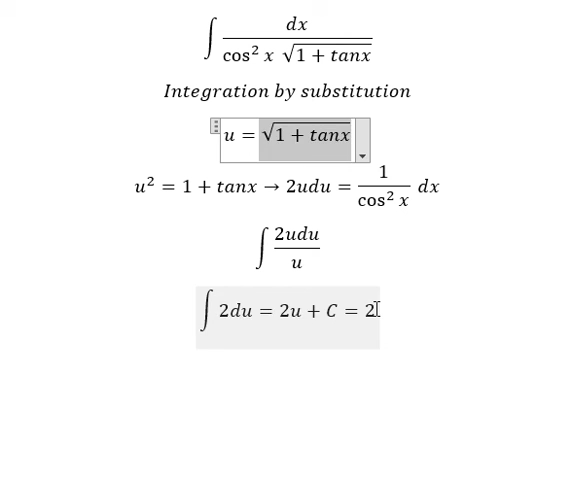 ∫ dx / (cos² x √(1 + tanx))
Integration by substitution
u = √(1 + tanx)
u² = 1 + tanx → 2udu = 1 / cos² x dx
∫ 2udu / u
∫ 2du = 2u + C = 2